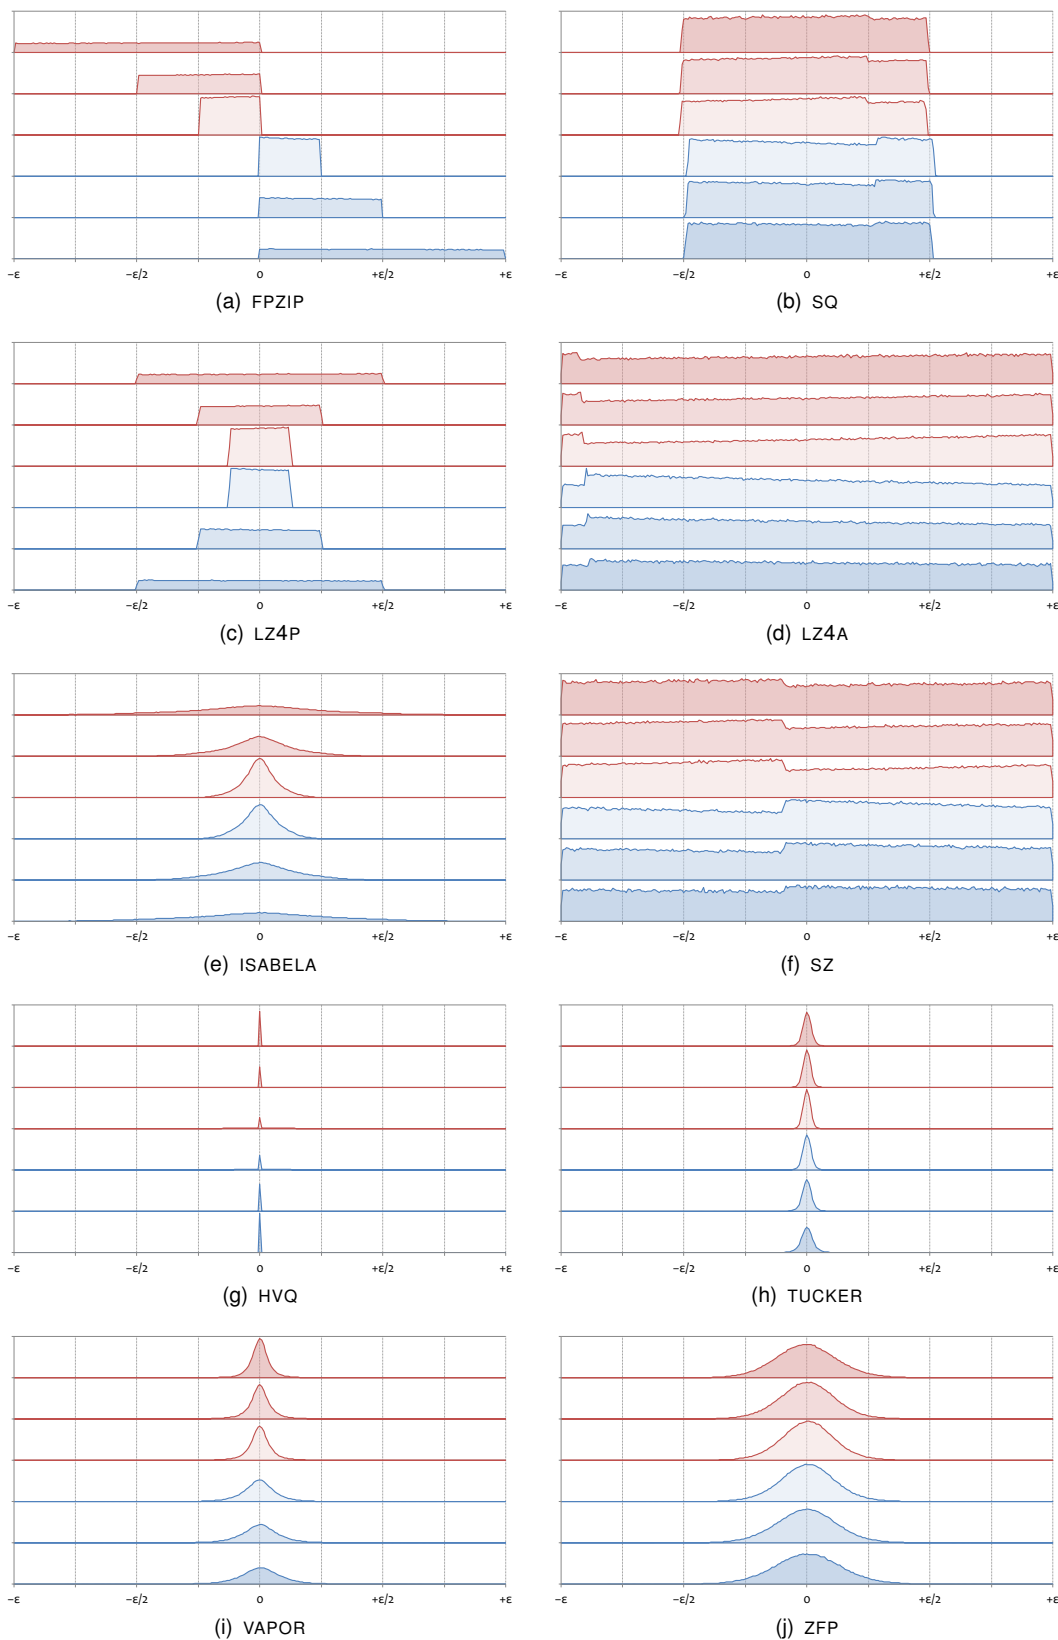 −ε −ε/2 0 +ε/2 +ε −ε −ε/2 0 +ε/2 +ε
(a) FPZIP (b) SQ
−ε −ε/2 0 +ε/2 +ε −ε −ε/2 0 +ε/2 +ε
(c) LZ4P (d) LZ4A
−ε −ε/2 0 +ε/2 +ε −ε −ε/2 0 +ε/2 +ε
(e) ISABELA (f) SZ
−ε −ε/2 0 +ε/2 +ε −ε −ε/2 0 +ε/2 +ε
(g) HVQ (h) TUCKER
−ε −ε/2 0 +ε/2 +ε −ε −ε/2 0 +ε/2 +ε
(i) VAPOR (j) ZFP